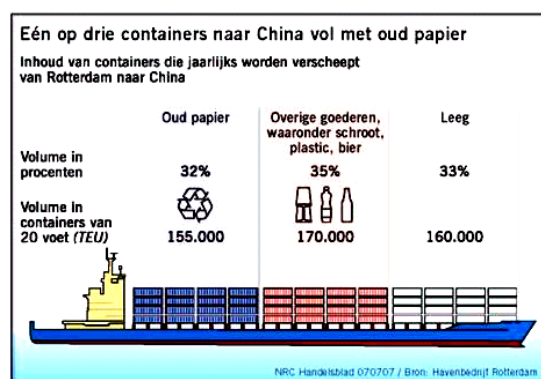 Eén op drie containers naar China vol met oud papier
Inhoud van containers die jaarlijks worden verscheept
van Rotterdam naar China
Oud papier
Overige goederen,
waaronder schroot,
plastic, bier
Leeg
Volume in
procenten
32%
35%
33%
Volume in
containers van
20 voet (TEU)
155.000
170.000
160.000
NRC Handelsblad 070707 / Bron: Havenbedrijf Rotterdam